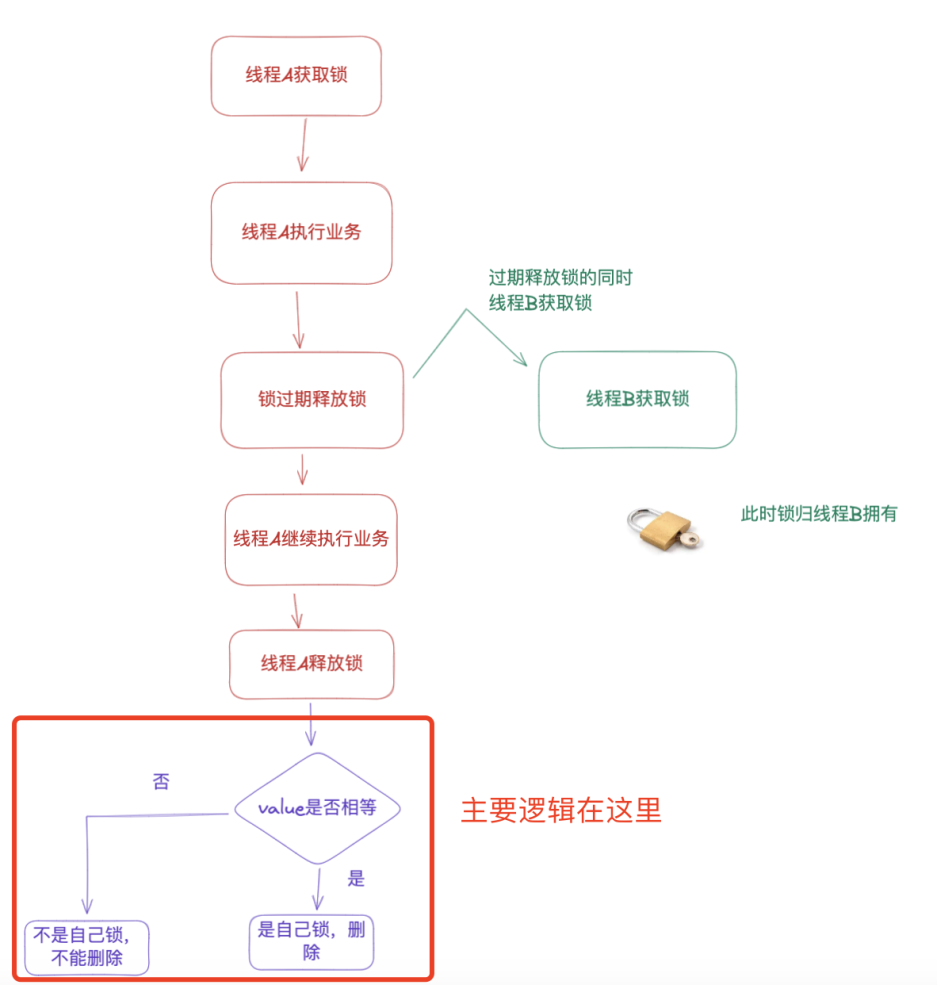 线程A获取锁
线程A执行业务
过期释放锁的同时
线程B获取锁
锁过期释放锁
线程B获取锁
此时锁归线程B拥有
线程A继续执行业务
线程A释放锁
否
value是否相等
主要逻辑在这里
是
不是自己锁，
不能删除
是自己锁，删
除